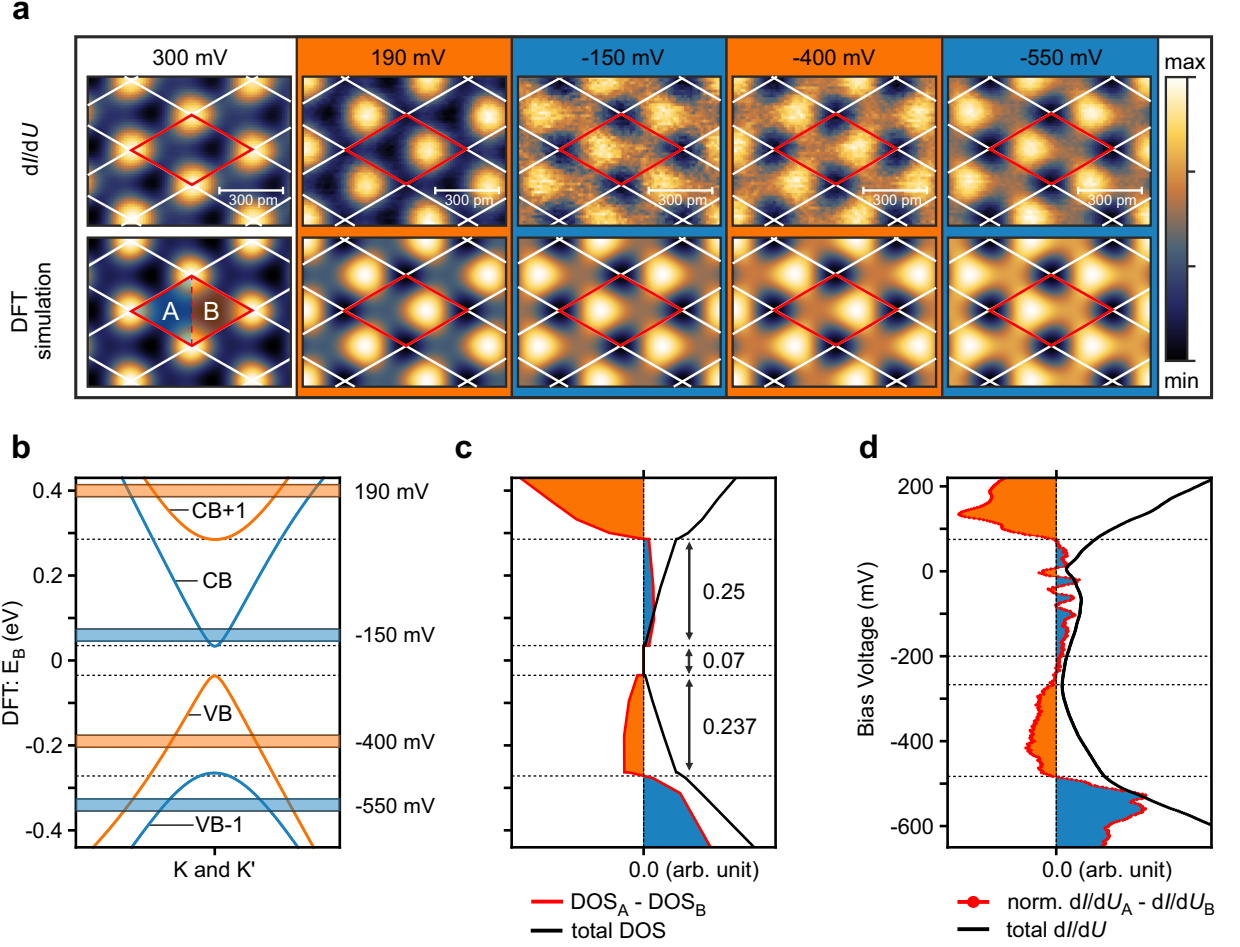 a
300 mV 190 mV -150 mV -400 mV -550 mV
max
dI/dU
300 pm 300 pm 300 pm 300 pm 300 pm
DFT
simulation
A B
min
b
c
d
DFT: E_B (eV)
0.4
0.2
0
-0.2
-0.4
CB+1
CB
VB
VB-1
K and K'
190 mV
-150 mV
-400 mV
-550 mV
0.25
0.07
0.237
0.0 (arb. unit)
DOS_A - DOS_B
total DOS
Bias Voltage (mV)
200
0
-200
-400
-600
0.0 (arb. unit)
norm. dI/dU_A - dI/dU_B
total dI/dU